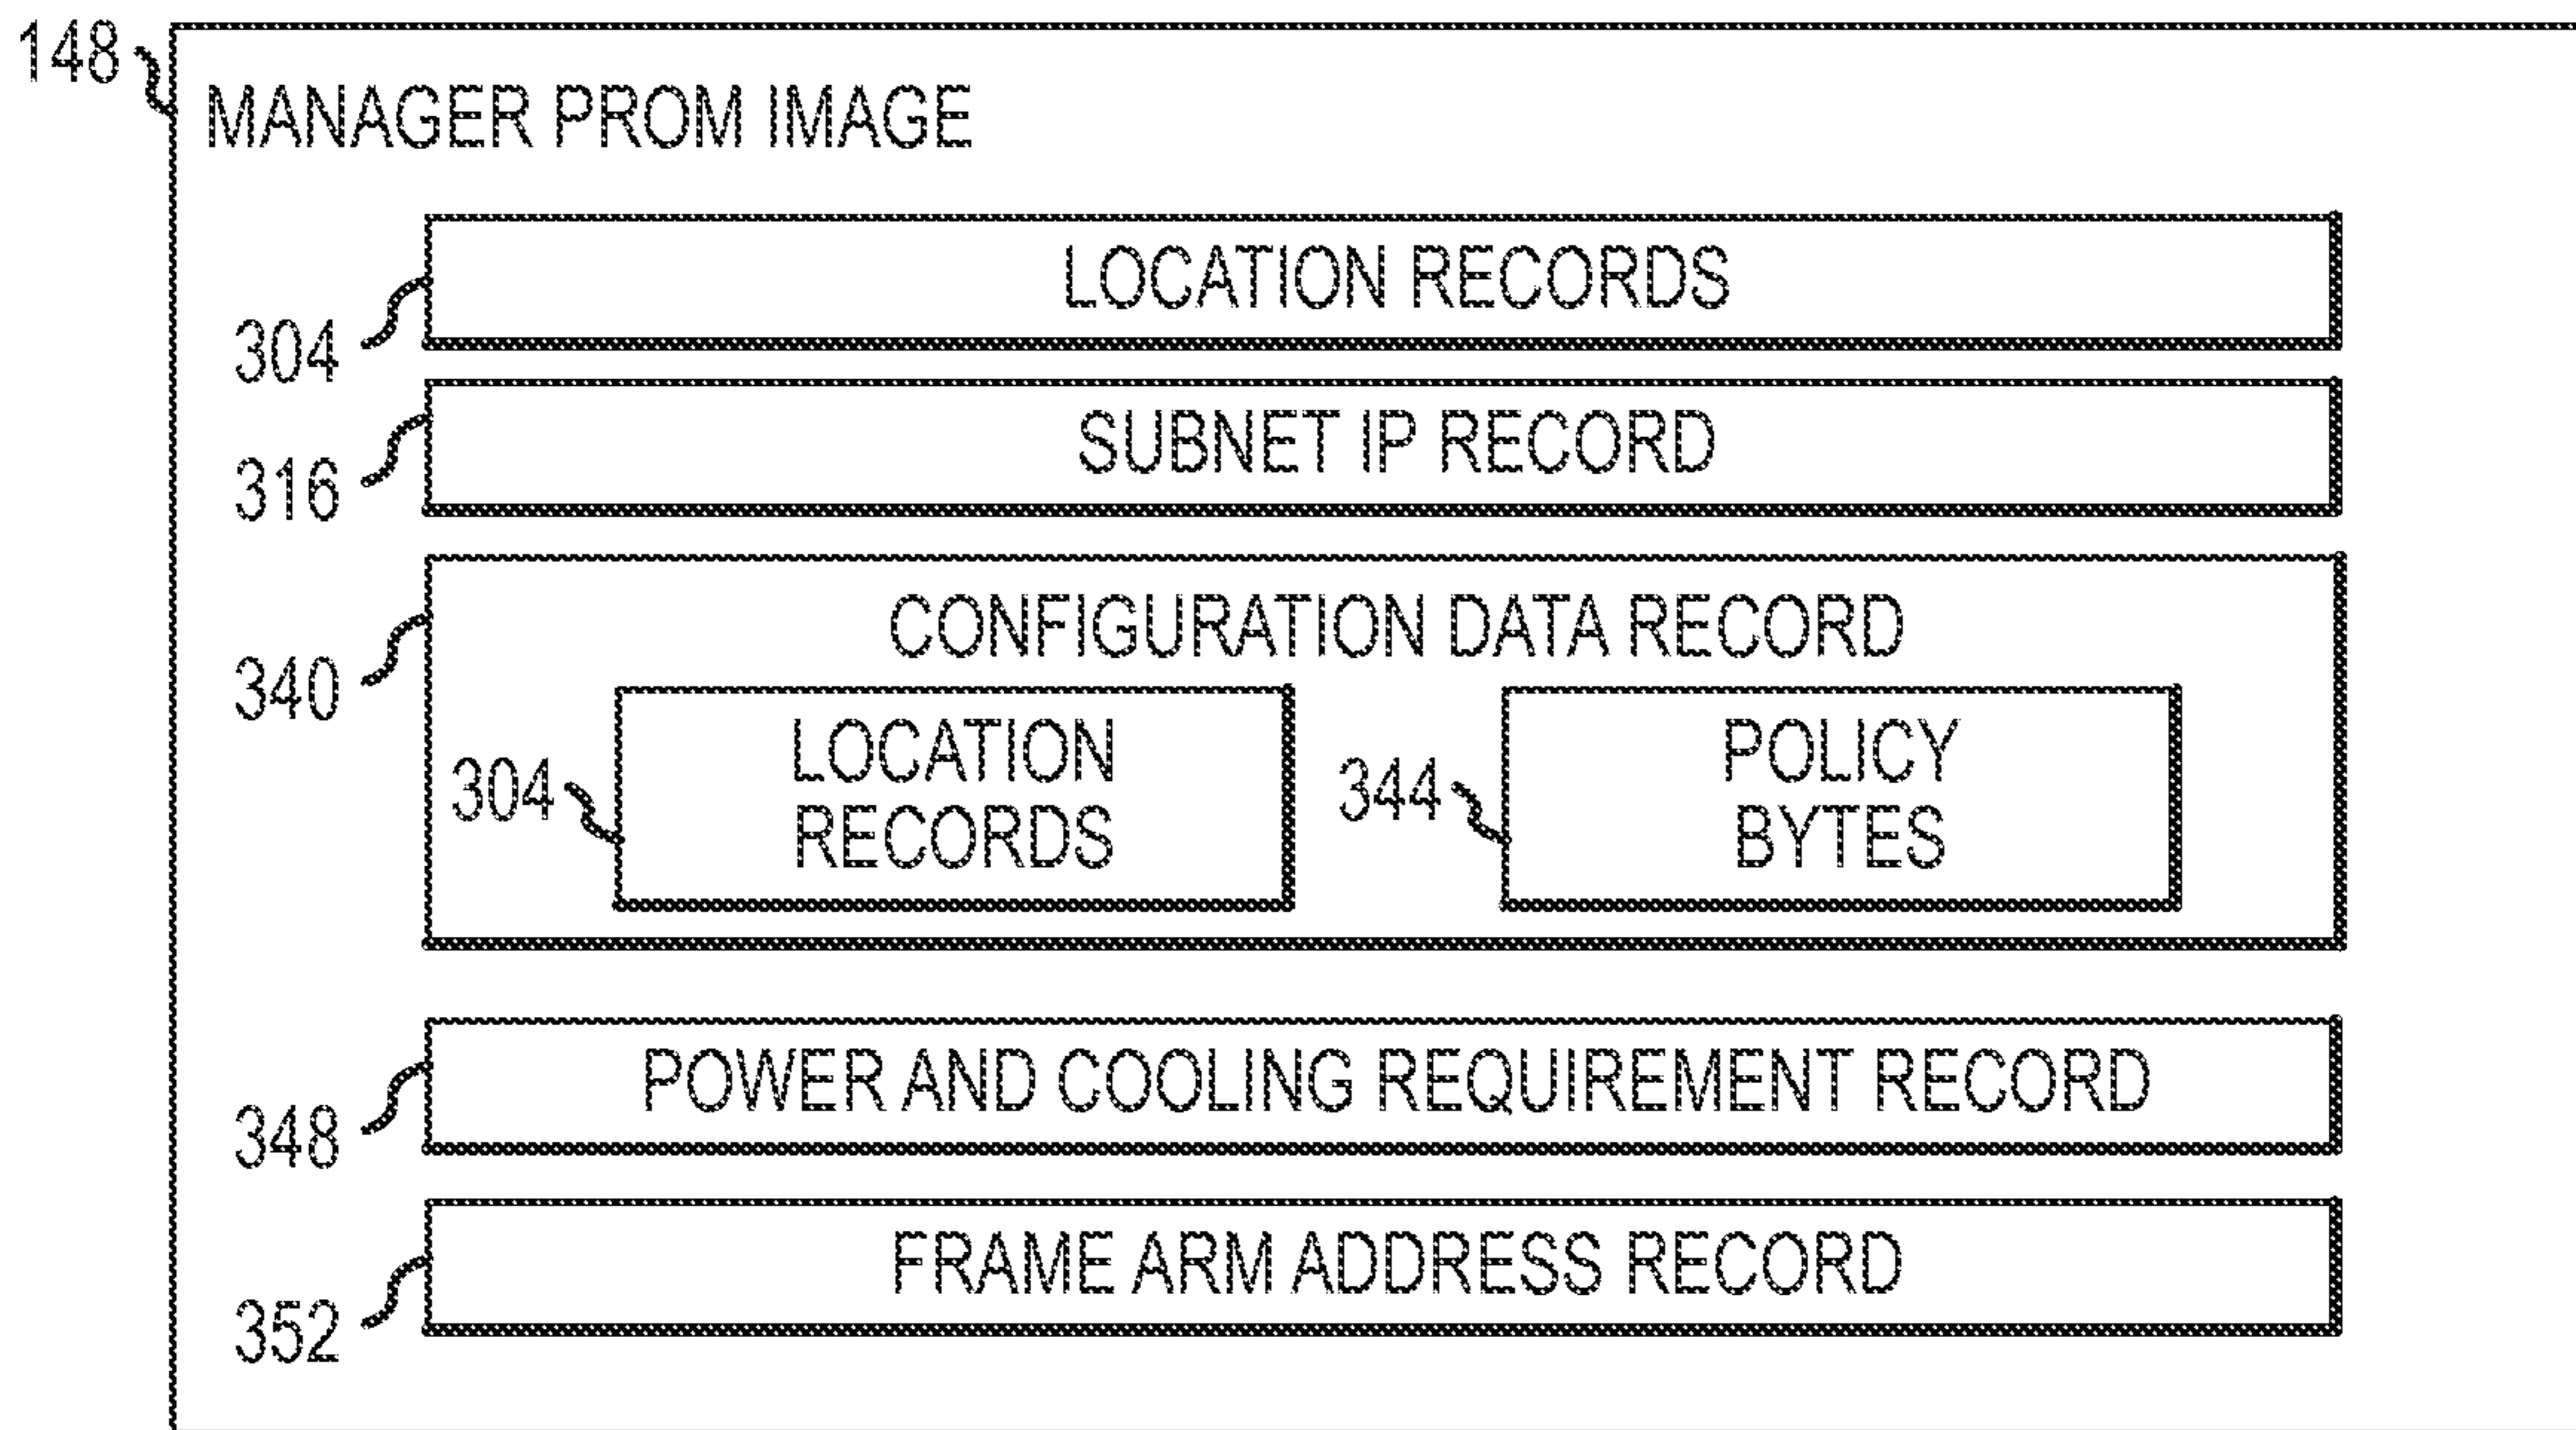 148
MANAGER PROM IMAGE
LOCATION RECORDS
304
SUBNET IP RECORD
316
CONFIGURATION DATA RECORD
340
304
LOCATION
RECORDS
344
POLICY
BYTES
POWER AND COOLING REQUIREMENT RECORD
348
FRAME ARM ADDRESS RECORD
352